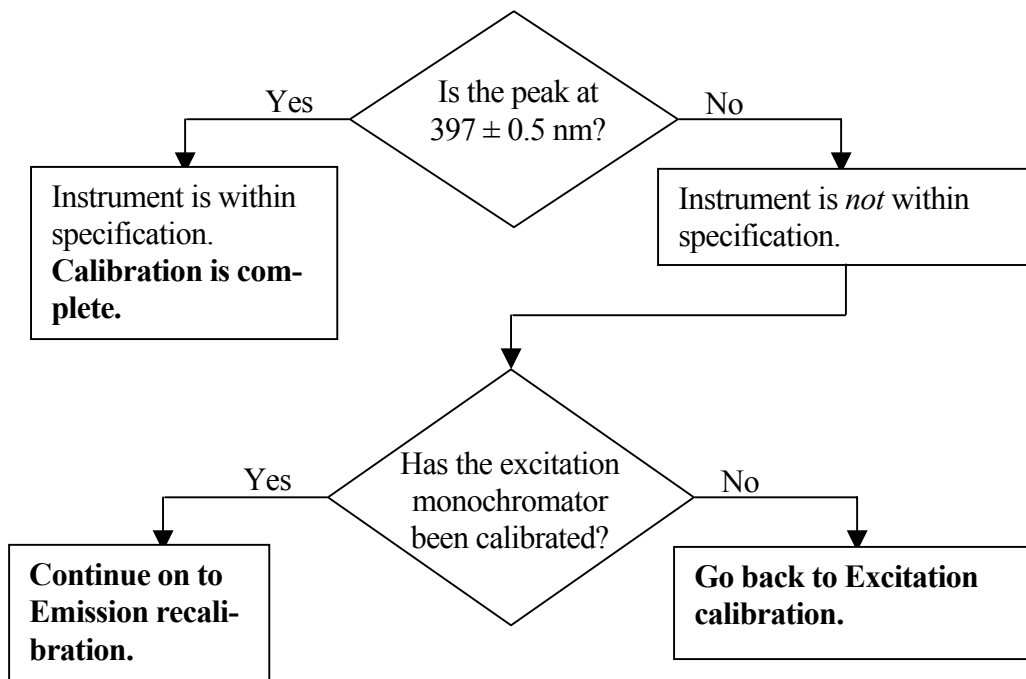 Is the peak at
397 ± 0.5 nm?
Yes
No
Instrument is within
specification.
Calibration is com-
plete.
Instrument is not within
specification.
Has the excitation
monochromator
been calibrated?
Yes
No
Continue on to
Emission recali-
bration.
Go back to Excitation
calibration.